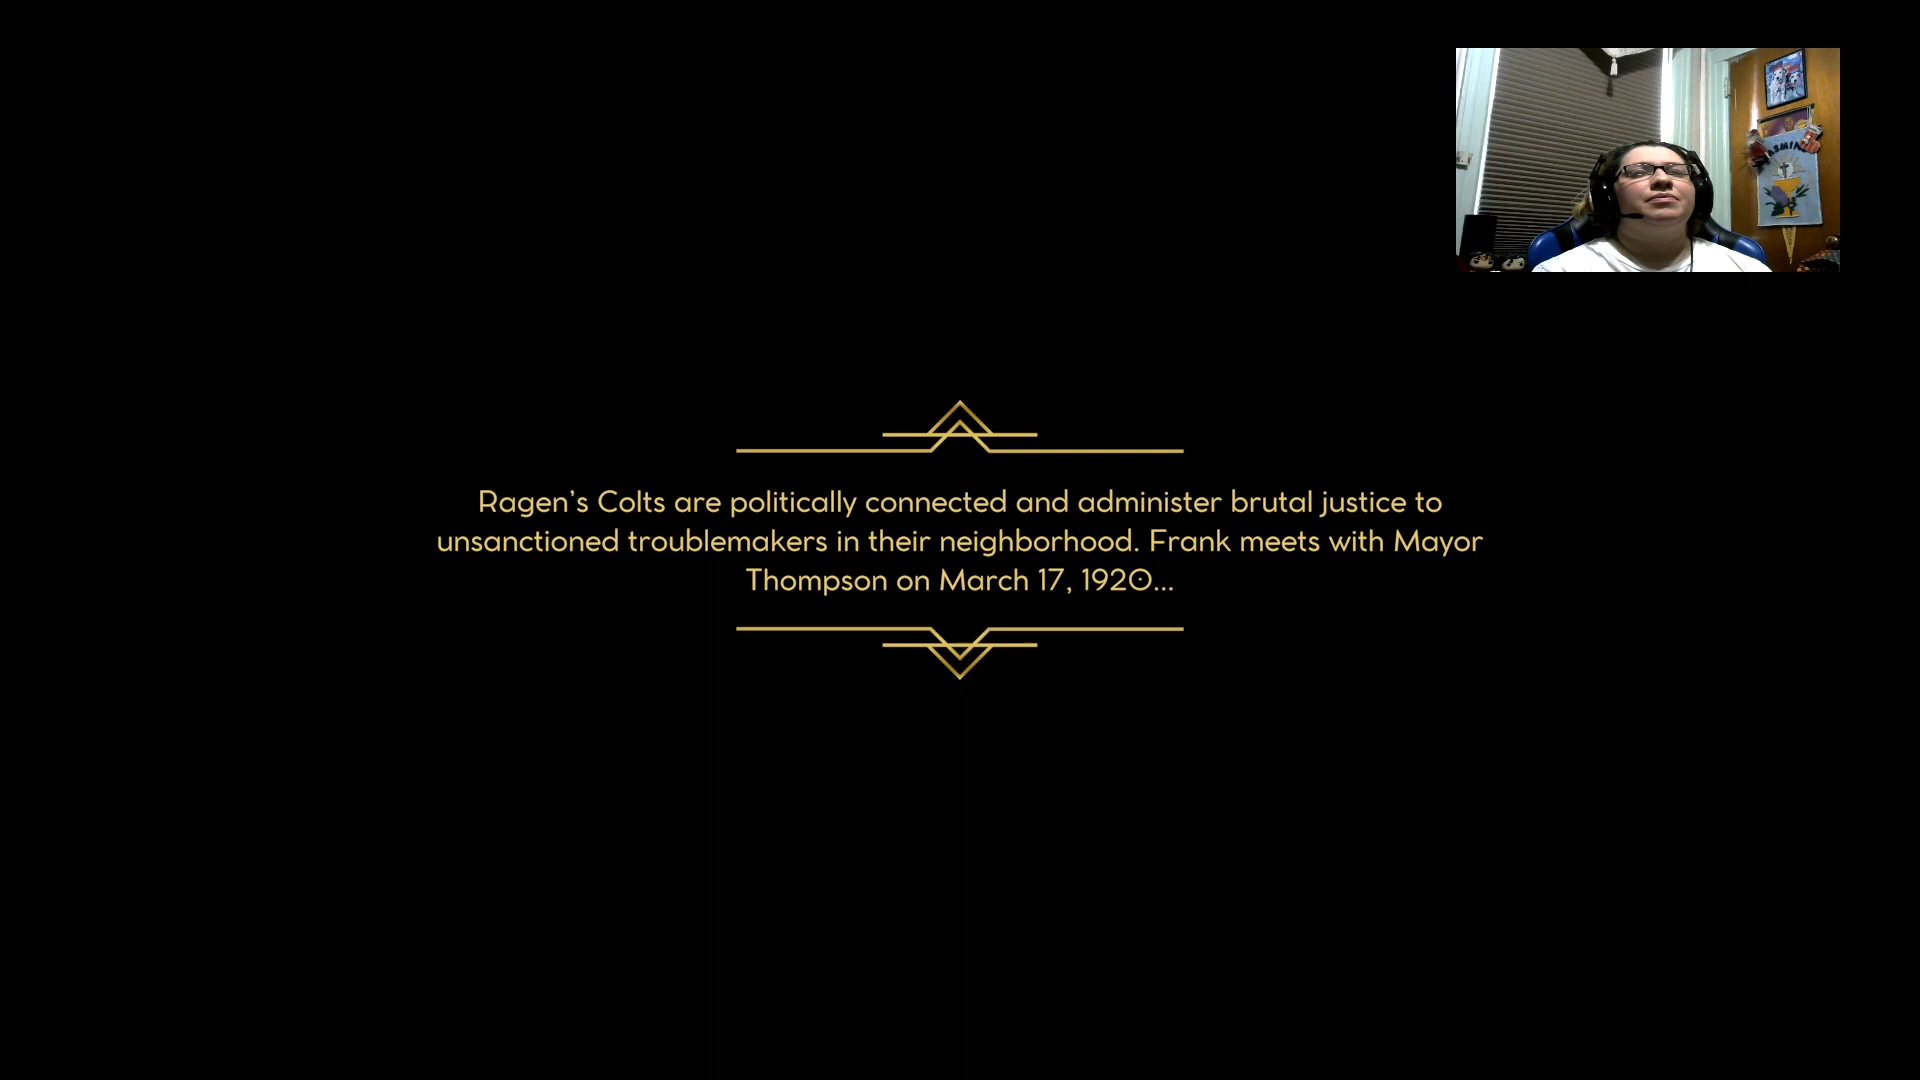 Ragen's Colts are politically connected and administer brutal justice to
unsanctioned troublemakers in their neighborhood. Frank meets with Mayor
Thompson on March 17, 1920...